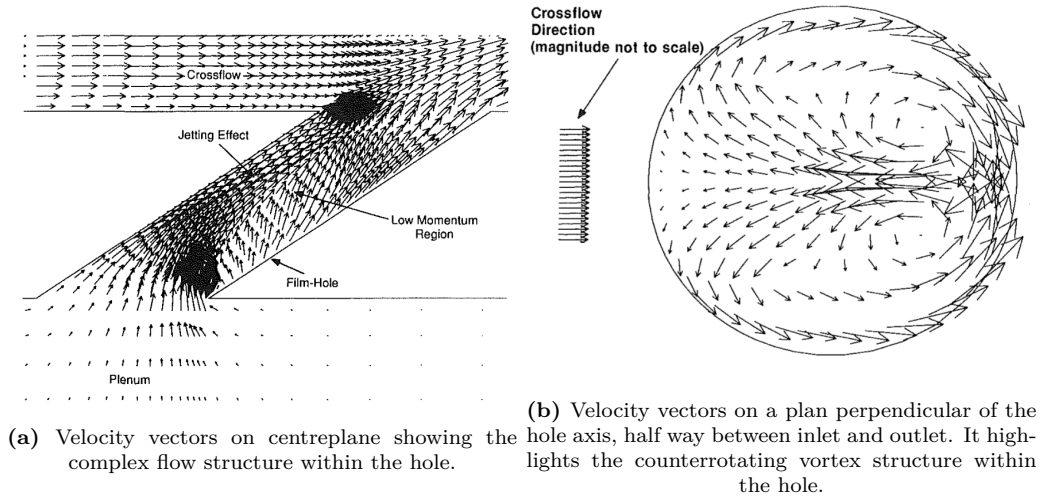 Crossflow
Jetting Effect
Low Momentum
Region
Film-Hole
Plenum
(a) Velocity vectors on centreplane showing the
complex flow structure within the hole.
Crossflow
Direction
(magnitude not to scale)
(b) Velocity vectors on a plan perpendicular of the
hole axis, half way between inlet and outlet. It high-
lights the counterrotating vortex structure within
the hole.